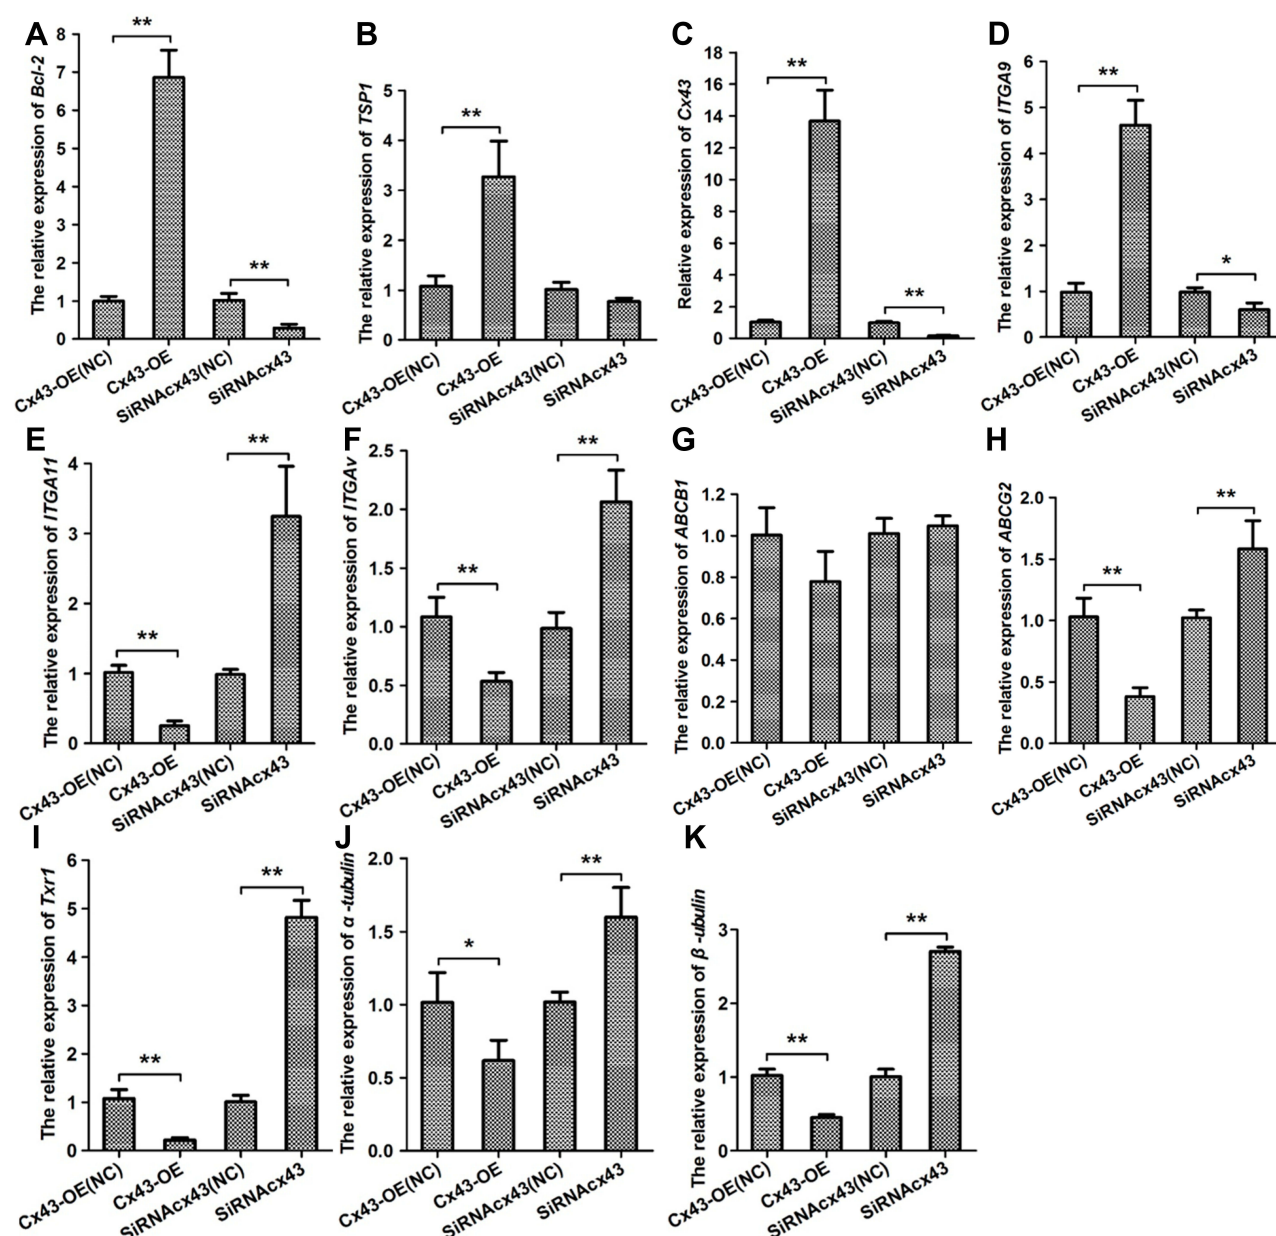 A
The relative expression of Bcl-2
8
7
6
5
4
3
2
1
0
**
**
Cx43-OE(NC)
Cx43-OE
SiRNAcx43(NC)
SiRNAcx43
B
The relative expression of TSP1
5
4
3
2
1
0
**
Cx43-OE(NC)
Cx43-OE
SiRNAcx43(NC)
SiRNAcx43
C
Relative expression of Cx43
18
16
14
12
10
8
6
4
2
0
**
**
Cx43-OE(NC)
Cx43-OE
SiRNAcx43(NC)
SiRNAcx43
D
The relative expression of ITGA9
6
5
4
3
2
1
0
**
*
Cx43-OE(NC)
Cx43-OE
SiRNAcx43(NC)
SiRNAcx43
E
The relative expression of ITGA11
4
3
2
1
0
**
**
Cx43-OE(NC)
Cx43-OE
SiRNAcx43(NC)
SiRNAcx43
F
The relative expression of ITGAv
2.5
2.0
1.5
1.0
0.5
0.0
**
**
Cx43-OE(NC)
Cx43-OE
SiRNAcx43(NC)
SiRNAcx43
G
The relative expression of ABCB1
1.2
1.0
0.8
0.6
0.4
0.2
0.0
Cx43-OE(NC)
Cx43-OE
SiRNAcx43(NC)
SiRNAcx43
H
The relative expression of ABCG2
2.0
1.5
1.0
0.5
0.0
**
**
Cx43-OE(NC)
Cx43-OE
SiRNAcx43(NC)
SiRNAcx43
I
The relative expression of Txr1
6
5
4
3
2
1
0
**
**
Cx43-OE(NC)
Cx43-OE
SiRNAcx43(NC)
SiRNAcx43
J
The relative expression of α -tubulin
2.0
1.5
1.0
0.5
0.0
*
**
Cx43-OE(NC)
Cx43-OE
SiRNAcx43(NC)
SiRNAcx43
K
The relative expression of β -ubulin
3
2
1
0
**
**
Cx43-OE(NC)
Cx43-OE
SiRNAcx43(NC)
SiRNAcx43